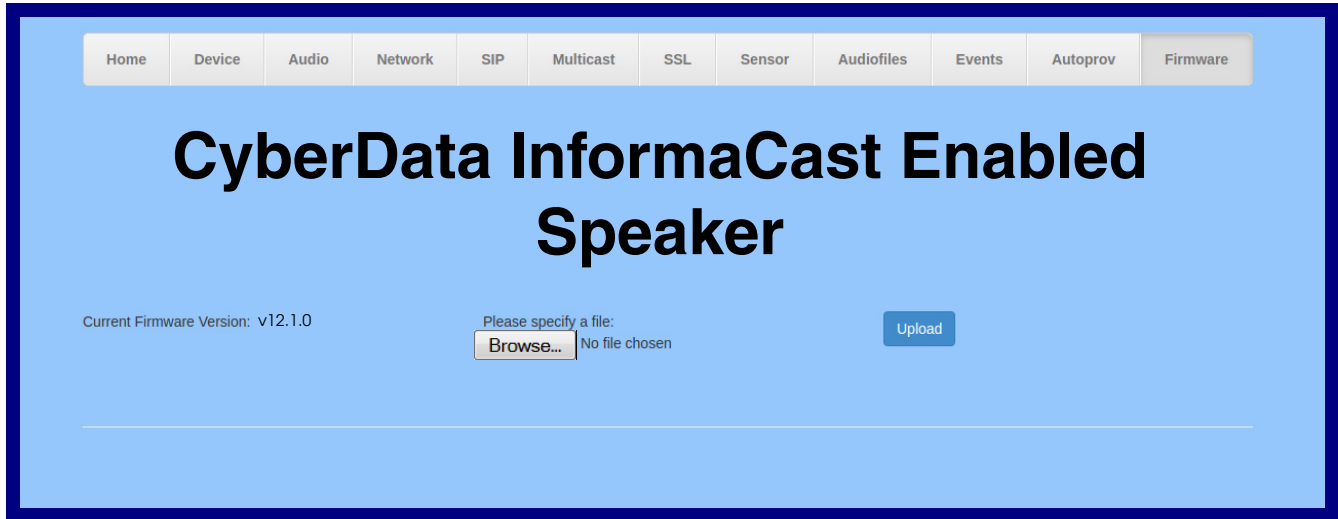 Home Device Audio Network SIP Multicast SSL Sensor Audiofiles Events Autoprov Firmware
CyberData InformaCast Enabled
Speaker
Current Firmware Version: v12.1.0 Please specify a file: Upload
Browse... No file chosen